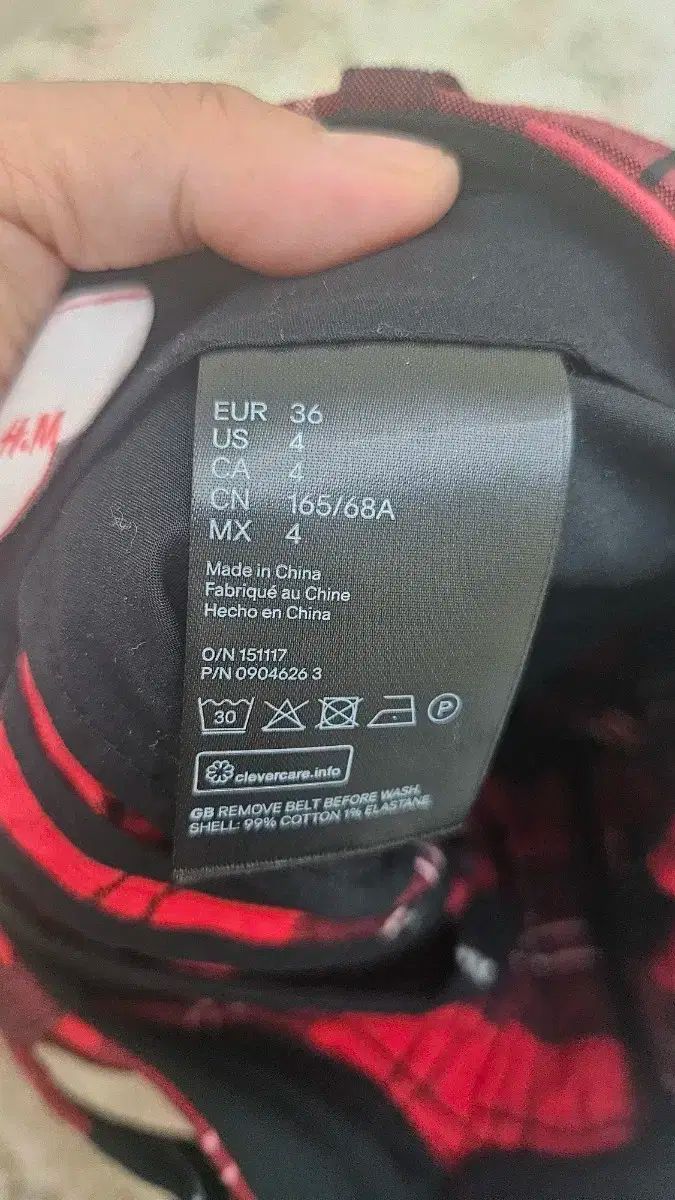 H&M
EUR 36
US 4
CA 4
CN 165/68A
MX 4
Made in China
Fabriqué au Chine
Hecho en China
O/N 151117
P/N 0904626 3
30
P
clevercare.info
GB REMOVE BELT BEFORE WASH.
SHELL: 99% COTTON 1% ELASTANE